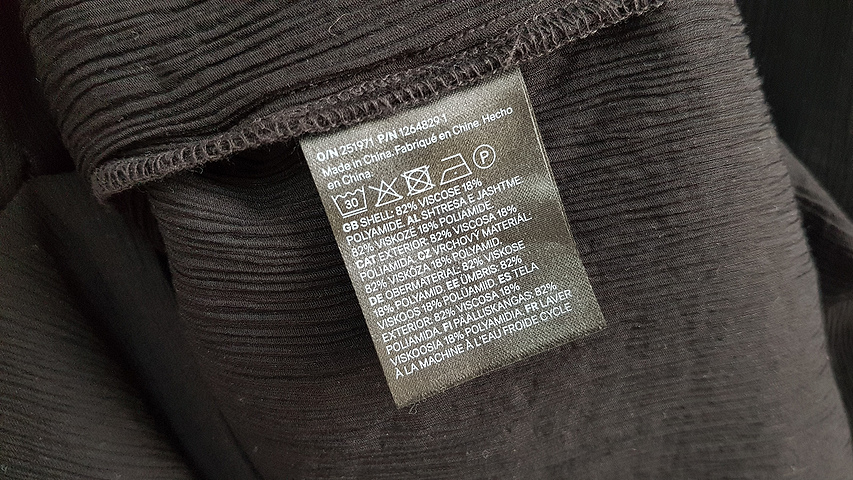 O/N 251971 P/N 1264829-1
Made in China. Fabriqué en Chine. Hecho
en China.
30 P
GB SHELL: 82% VISCOSE 18%
POLYAMIDE. AL SHTRESA E JASHTME:
82% VISKOZË 18% POLIAMIDE
CAT EXTERIOR: 82% VISCOSA 18%
POLIAMIDA. CZ VRCHOVÝ MATERIÁL:
82% VISKÓZA 18% POLYAMID.
DE OBERMATERIAL: 82% VISKOSE
18% POLYAMID. EE ÜMBRIS: 82%
VISKOOS 18% POLÜAMIID. ES TELA
EXTERIOR: 82% VISCOSA 18%
POLIAMIDA. FI PÄÄLLISKANGAS: 82%
VISKOOSIA 18% POLYAMIDIA. FR LAVER
À LA MACHINE À L'EAU FROIDE CYCLE